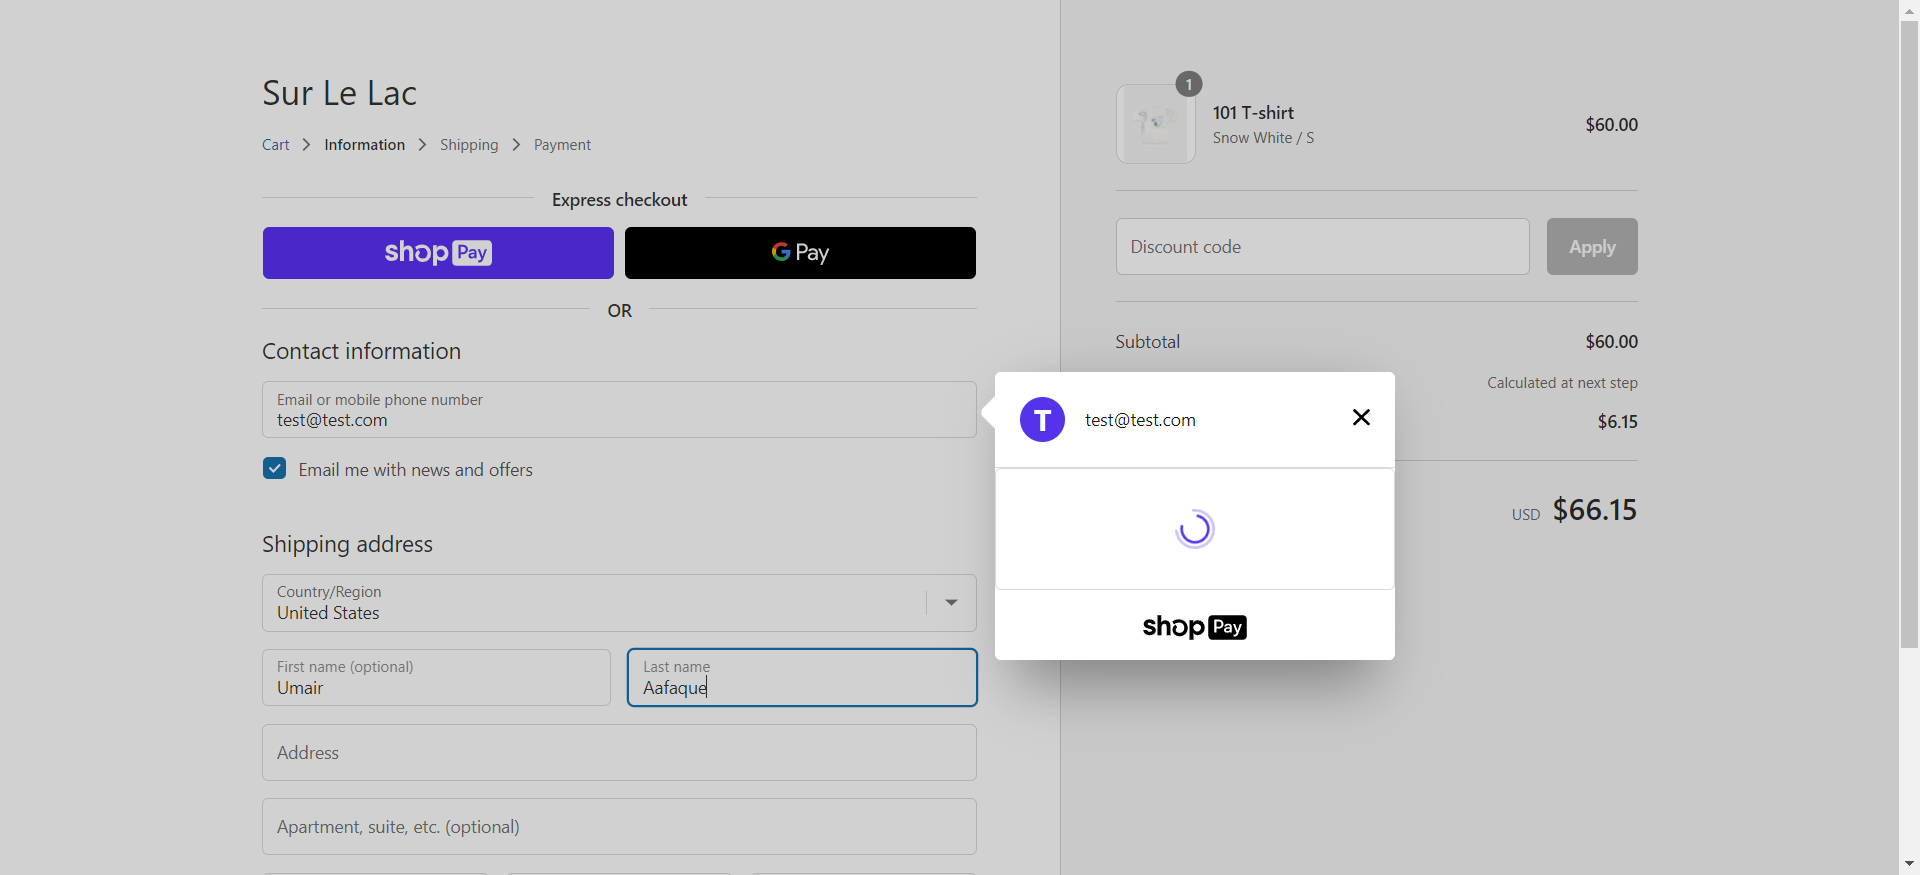 Sur Le Lac
Cart > Information > Shipping > Payment
Express checkout
shop Pay
G Pay
OR
Contact information
Email or mobile phone number
test@test.com
Email me with news and offers
Shipping address
Country/Region
United States
First name (optional)
Umair
Last name
Aafaque
Address
Apartment, suite, etc. (optional)
1
101 T-shirt
Snow White / S
$60.00
Discount code
Apply
Subtotal
$60.00
Calculated at next step
$6.15
USD $66.15
T
test@test.com
shop Pay